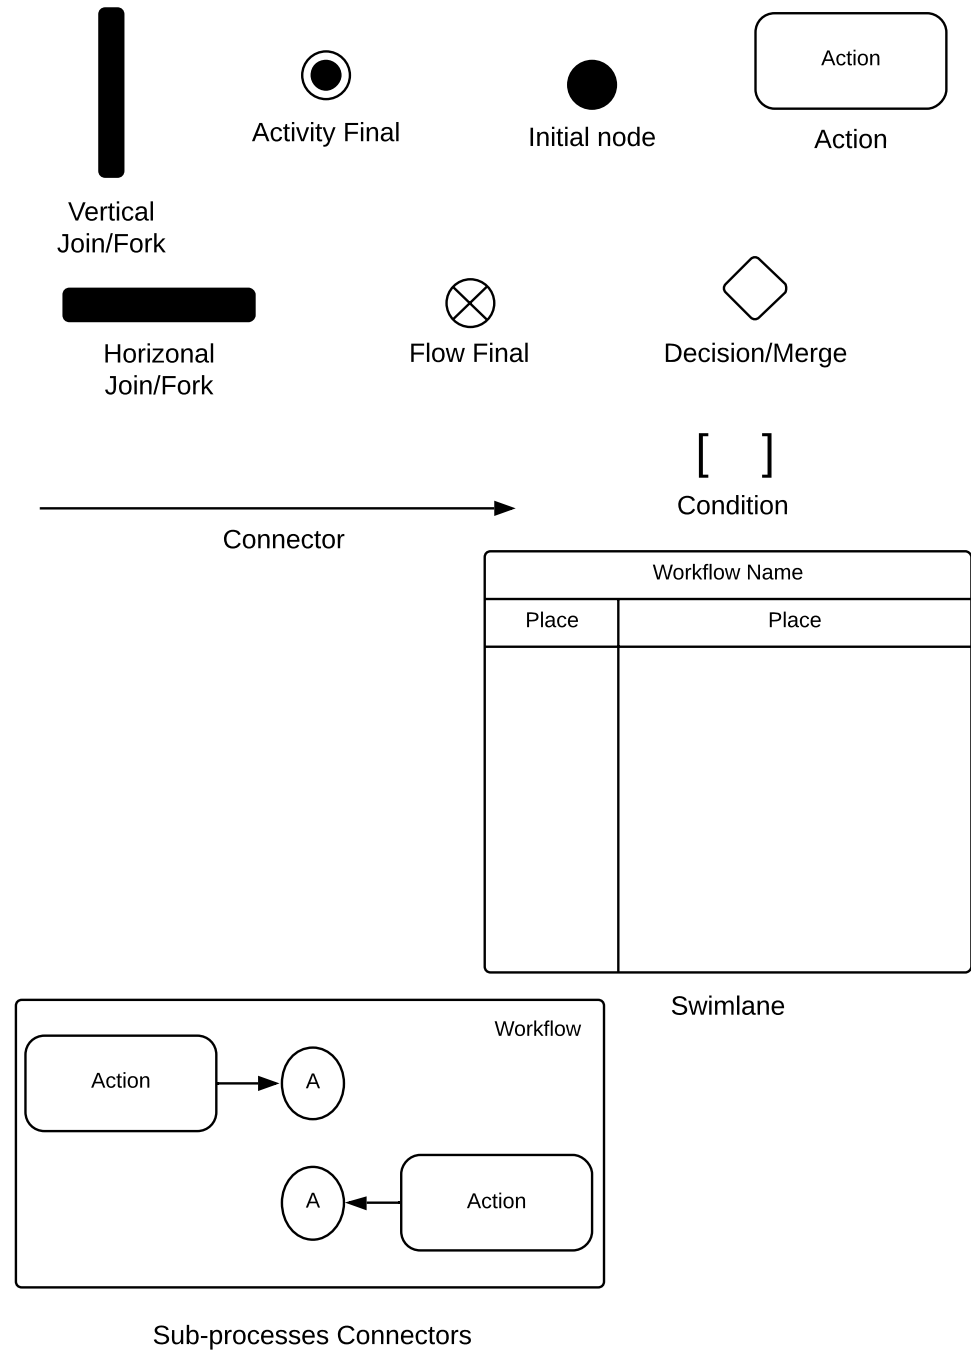 Action
Activity Final
Initial node
Action
Vertical
Join/Fork
Horizonal
Join/Fork
Flow Final
Decision/Merge
[ ]
Condition
Connector
Workflow Name
Place
Place
Swimlane
Workflow
Action
A
A
Action
Sub-processes Connectors